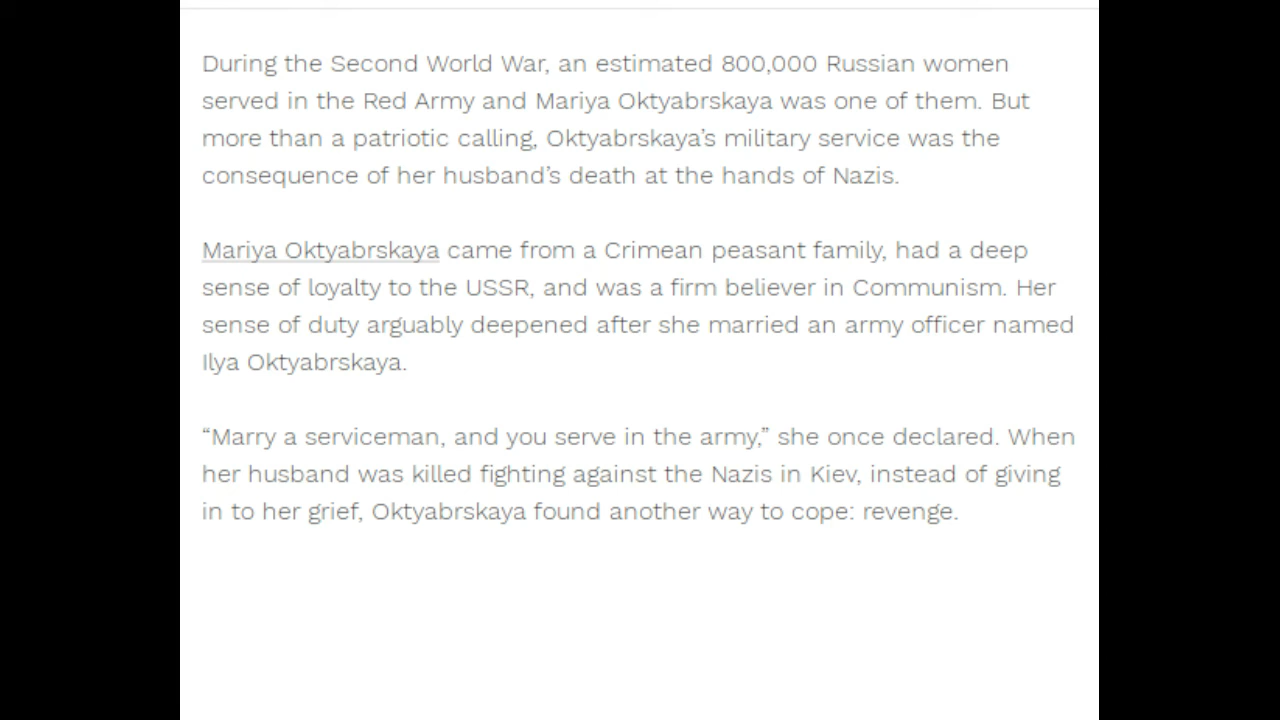 During the Second World War, an estimated 800,000 Russian women
served in the Red Army and Mariya Oktyabrskaya was one of them. But
more than a patriotic calling, Oktyabrskaya’s military service was the
consequence of her husband’s death at the hands of Nazis.
Mariya Oktyabrskaya came from a Crimean peasant family, had a deep
sense of loyalty to the USSR, and was a firm believer in Communism. Her
sense of duty arguably deepened after she married an army officer named
Ilya Oktyabrskaya.
“Marry a serviceman, and you serve in the army,” she once declared. When
her husband was killed fighting against the Nazis in Kiev, instead of giving
in to her grief, Oktyabrskaya found another way to cope: revenge.